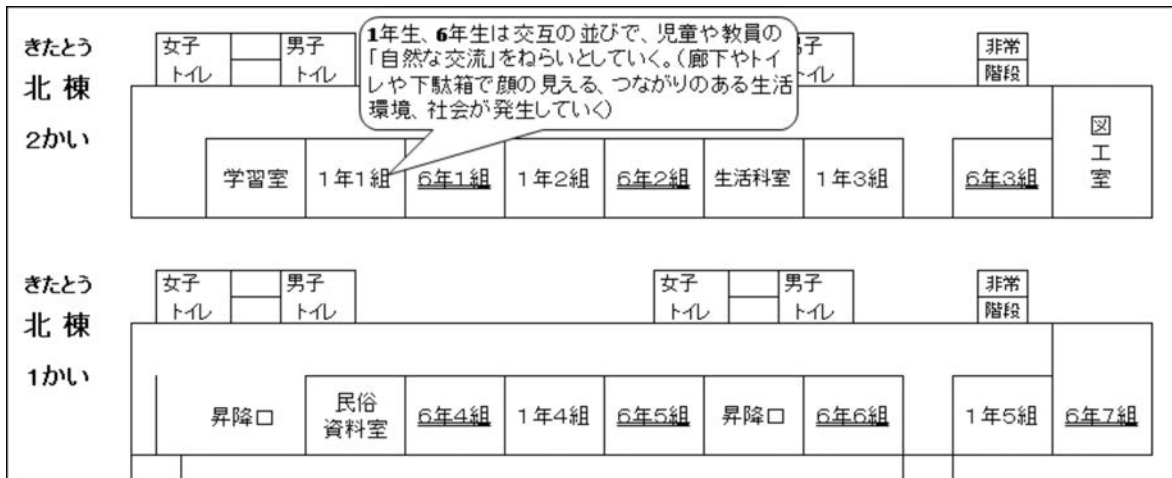 きたとう
北棟
2かい
女子
トイレ
男子
トイレ
1年生、6年生は交互の並びで、児童や教員の
「自然な交流」をねらいとしていく。（廊下やトイ
レや下駄箱で顔の見える、つながりのある生活
環境、社会が発生していく）
子
イレ
非常
階段
学習室
1年1組
6年1組
1年2組
6年2組
生活科室
1年3組
6年3組
図
工
室
きたとう
北棟
1かい
女子
トイレ
男子
トイレ
女子
トイレ
男子
トイレ
非常
階段
昇降口
民俗
資料室
6年4組
1年4組
6年5組
昇降口
6年6組
1年5組
6年7組